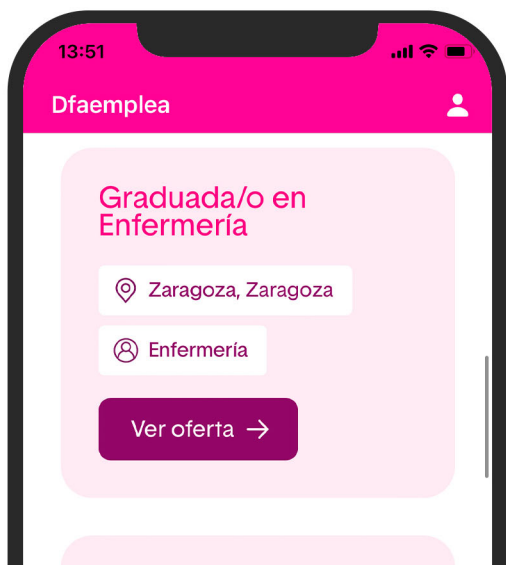 13:51
Dfaemplea
Graduada/o en
Enfermería
Zaragoza, Zaragoza
Enfermería
Ver oferta →